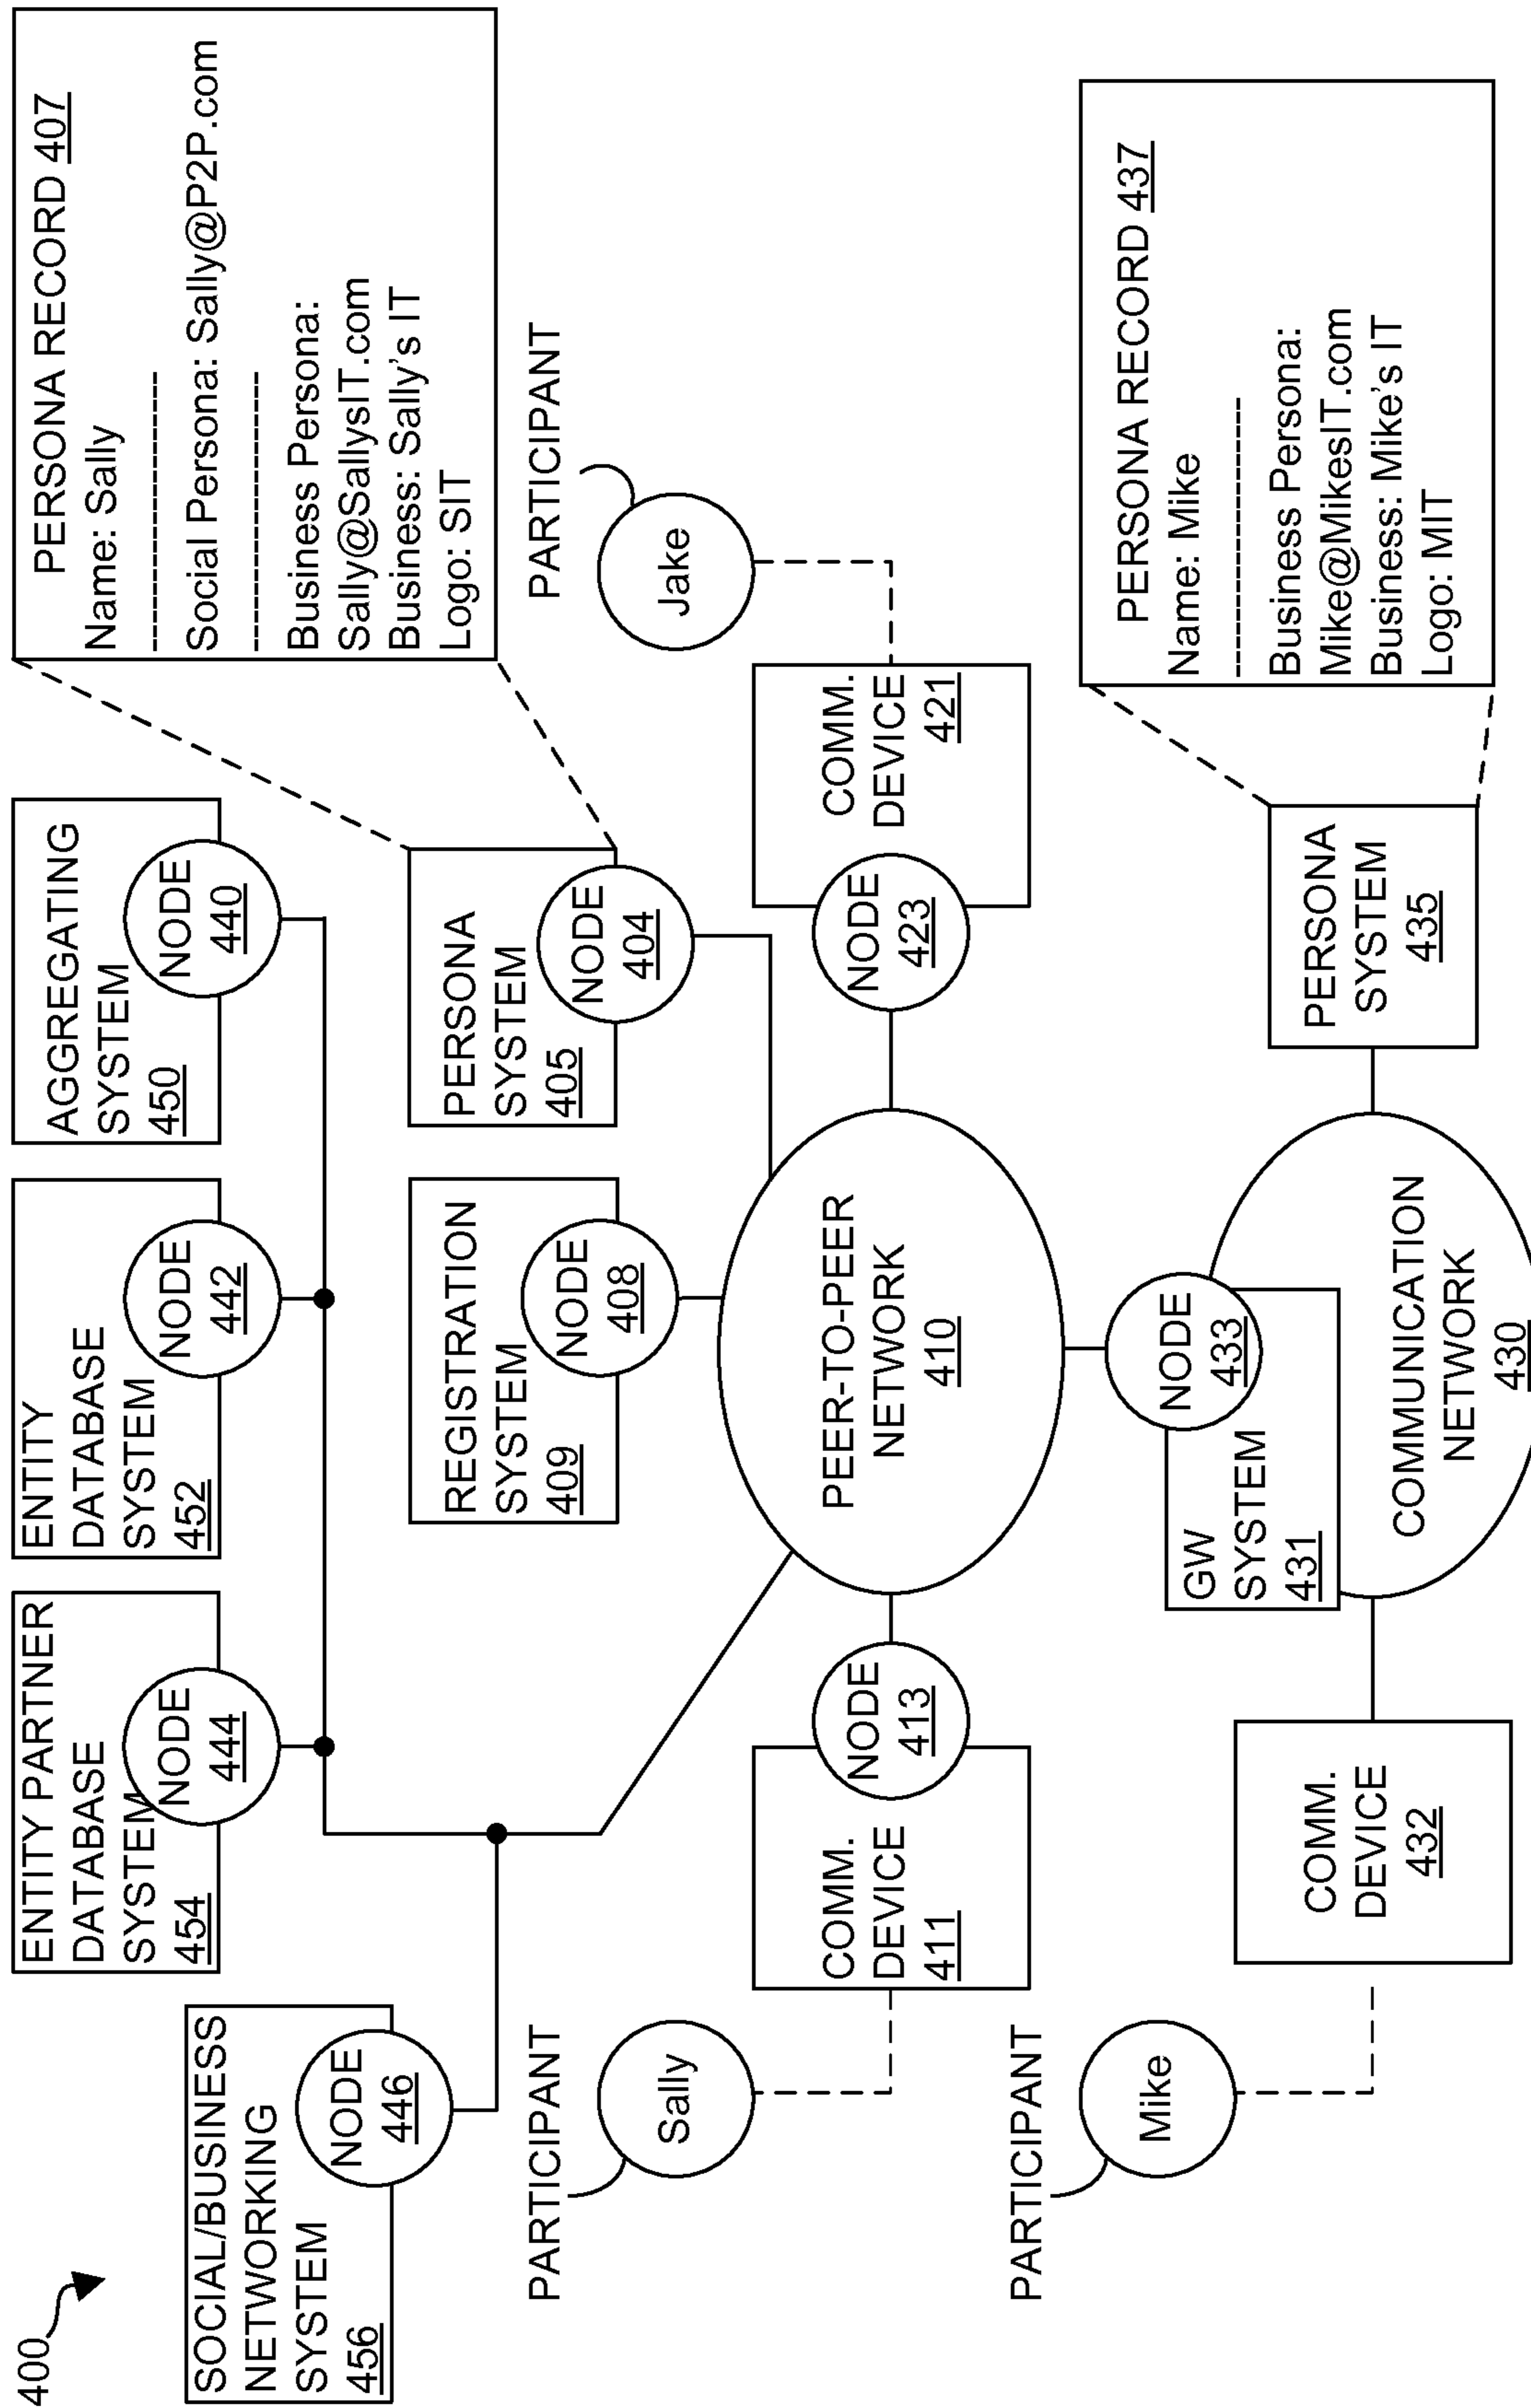 400
SOCIAL/BUSINESS
NETWORKING
SYSTEM
456
NODE
446
ENTITY PARTNER
DATABASE
SYSTEM
454
NODE
444
ENTITY
DATABASE
SYSTEM
452
NODE
442
AGGREGATING
SYSTEM
450
NODE
440
PERSONA RECORD 407
Name: Sally
Social Persona: Sally@P2P.com
Business Persona:
Sally@SallysIT.com
Business: Sally's IT
Logo: SIT
REGISTRATION
SYSTEM
409
NODE
408
PERSONA
SYSTEM
405
NODE
404
PARTICIPANT
Sally
COMM.
DEVICE
411
NODE
413
PEER-TO-PEER
NETWORK
410
NODE
423
COMM.
DEVICE
421
PARTICIPANT
Jake
PARTICIPANT
Mike
COMM.
DEVICE
432
GW
SYSTEM
431
NODE
433
COMMUNICATION
NETWORK
430
PERSONA
SYSTEM
435
PERSONA RECORD 437
Name: Mike
Business Persona:
Mike@MikesIT.com
Business: Mike's IT
Logo: MIT